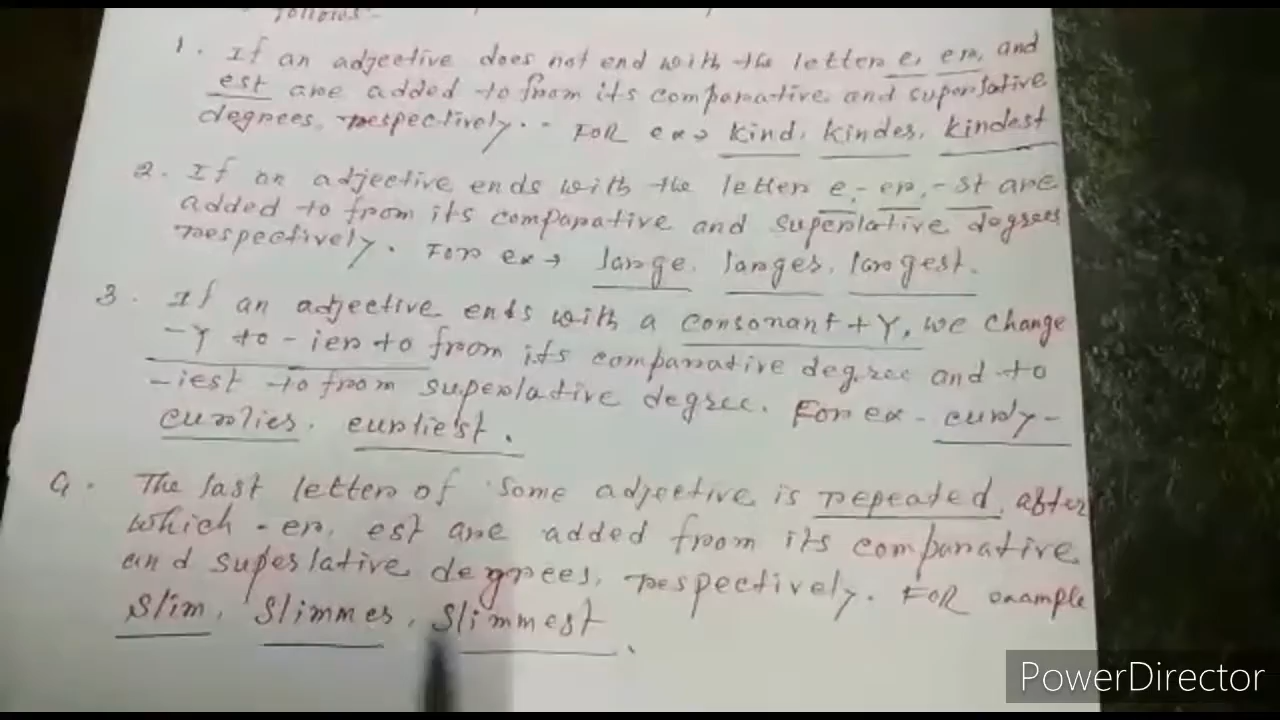 follows-
1. If an adjective does not end with the letter e, er, and
est are added to from its comparative and superlative
degrees, respectively. - FOR ex→ kind, kinder, kindest
2. If an adjective ends with the letter e, - er, - st are
added to from its comparative and superlative degrees
respectively. For ex→ large, larger, largest.
3. If an adjective ends with a consonant + Y, we change
-Y to -ier to from its comparative degree and to
-iest to from superlative degree. For ex - curly -
curlier, curliest.
4. The last letter of some adjective is repeated, after
which - er, est are added from its comparative
and superlative degrees, respectively. FOR example
Slim, Slimmer, Slimmest.
PowerDirector